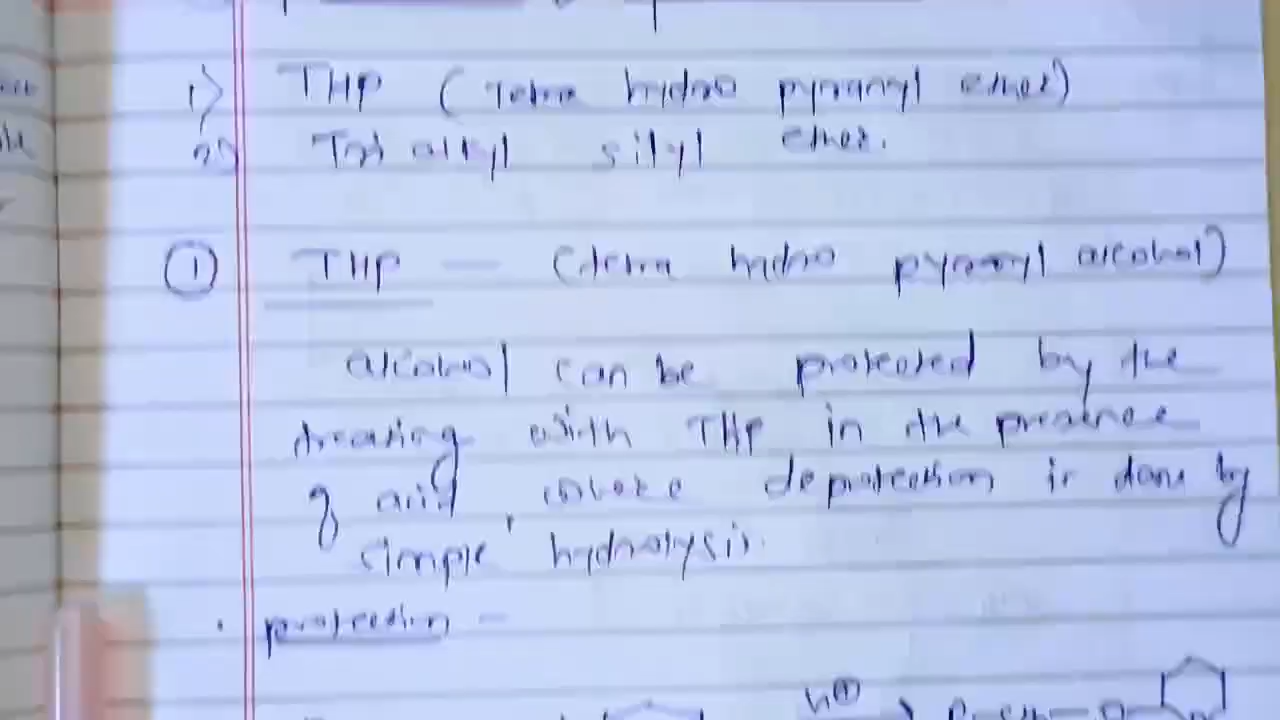 1) THP (Tetra hydro pyranyl ether)
2) Tri alkyl silyl ether.
① THP — (tetra hydro pyranyl alcohol)
alcohol can be protected by the
treating with THP in the presence
of acid, where deprotection is done by
simple hydrolysis.
• protection –
H⊕